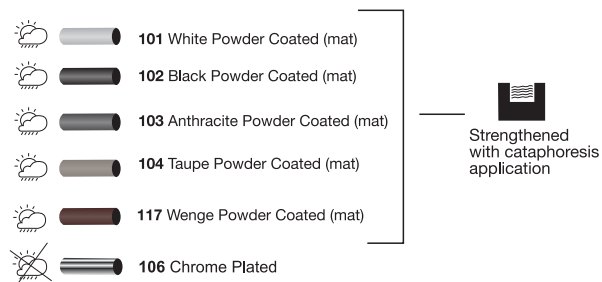 101 White Powder Coated (mat)
102 Black Powder Coated (mat)
103 Anthracite Powder Coated (mat)
104 Taupe Powder Coated (mat)
117 Wenge Powder Coated (mat)
106 Chrome Plated
Strengthened
with cataphoresis
application